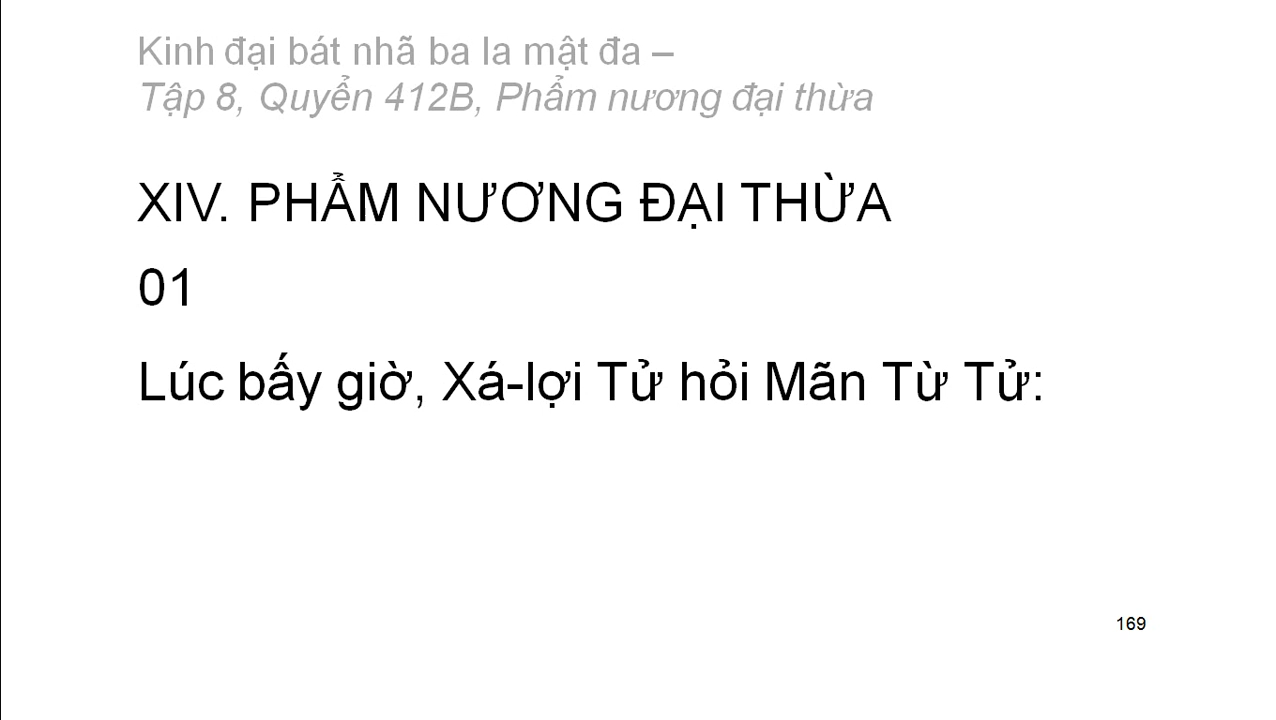 Kinh đại bát nhã ba la mật đa –
Tập 8, Quyển 412B, Phẩm nương đại thừa
XIV. PHẨM NƯƠNG ĐẠI THỪA
01
Lúc bấy giờ, Xá-lợi Tử hỏi Mãn Từ Tử:
169